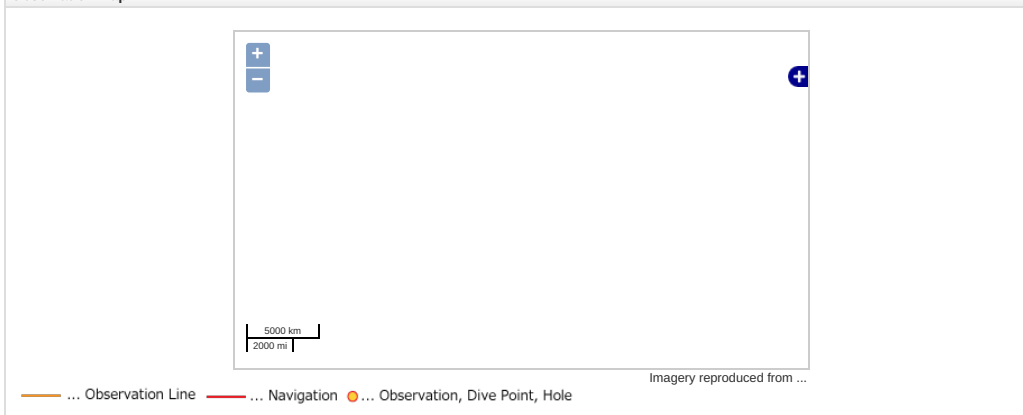 +
−
+
5000 km
2000 mi
Imagery reproduced from ...
... Observation Line ... Navigation ... Observation, Dive Point, Hole